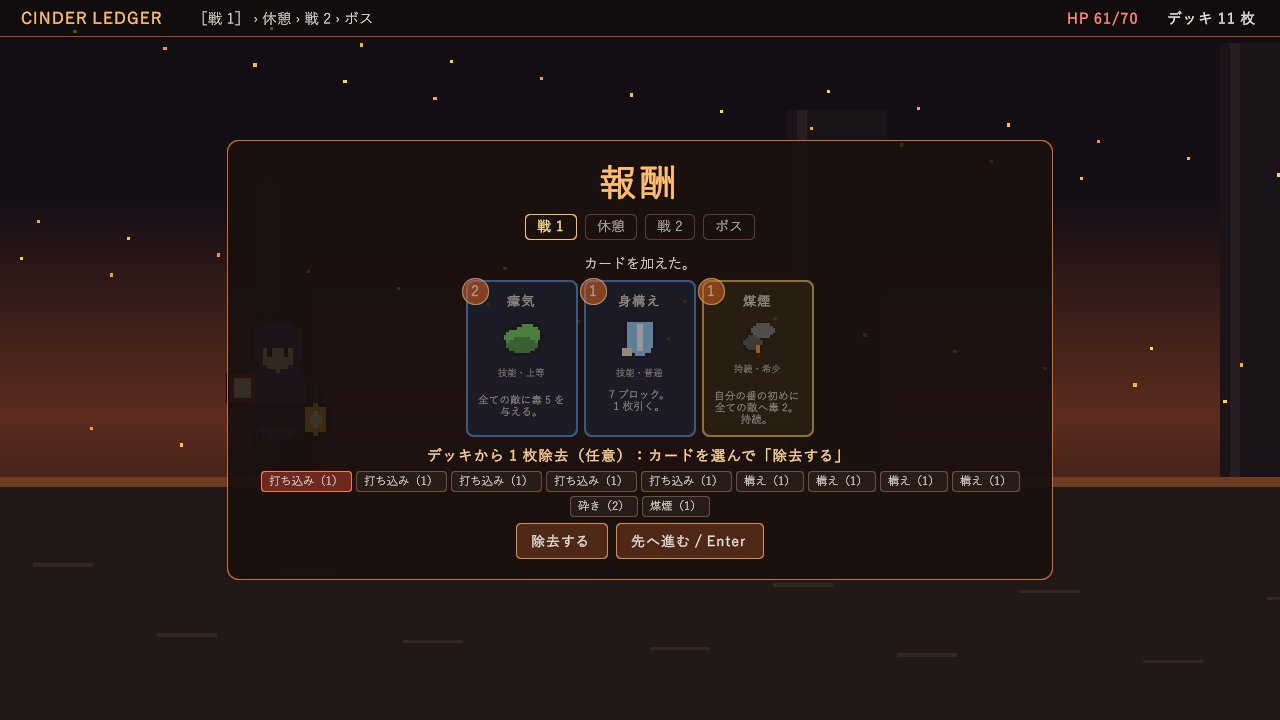 CINDER LEDGER ［戦 1］ › 休憩 › 戦 2 › ボス HP 61/70 デッキ 11 枚
報酬
戦 1 休憩 戦 2 ボス
カードを加えた。
2 瘴気
技能・上等
全ての敵に毒 5 を
与える。
1 身構え
技能・普通
7 ブロック。
1 枚引く。
1 煤煙
持続・希少
自分の番の初めに
全ての敵へ毒 2。
持続。
デッキから 1 枚除去（任意）：カードを選んで「除去する」
打ち込み（1） 打ち込み（1） 打ち込み（1） 打ち込み（1） 打ち込み（1） 構え（1） 構え（1） 構え（1） 構え（1）
砕き（2） 煤煙（1）
除去する 先へ進む / Enter